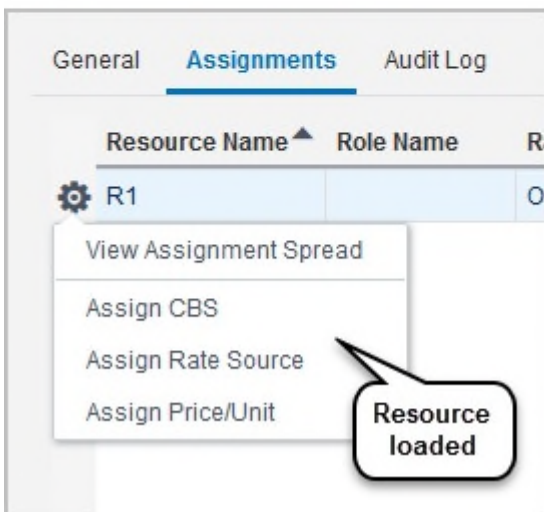 General Assignments Audit Log
Resource Name Role Name
R1
View Assignment Spread
Assign CBS
Assign Rate Source
Assign Price/Unit
Resource
loaded